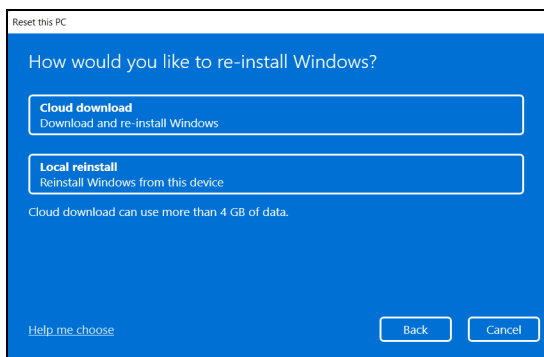 Reset this PC
How would you like to re-install Windows?
Cloud download
Download and re-install Windows
Local reinstall
Reinstall Windows from this device
Cloud download can use more than 4 GB of data.
Help me choose
Back
Cancel